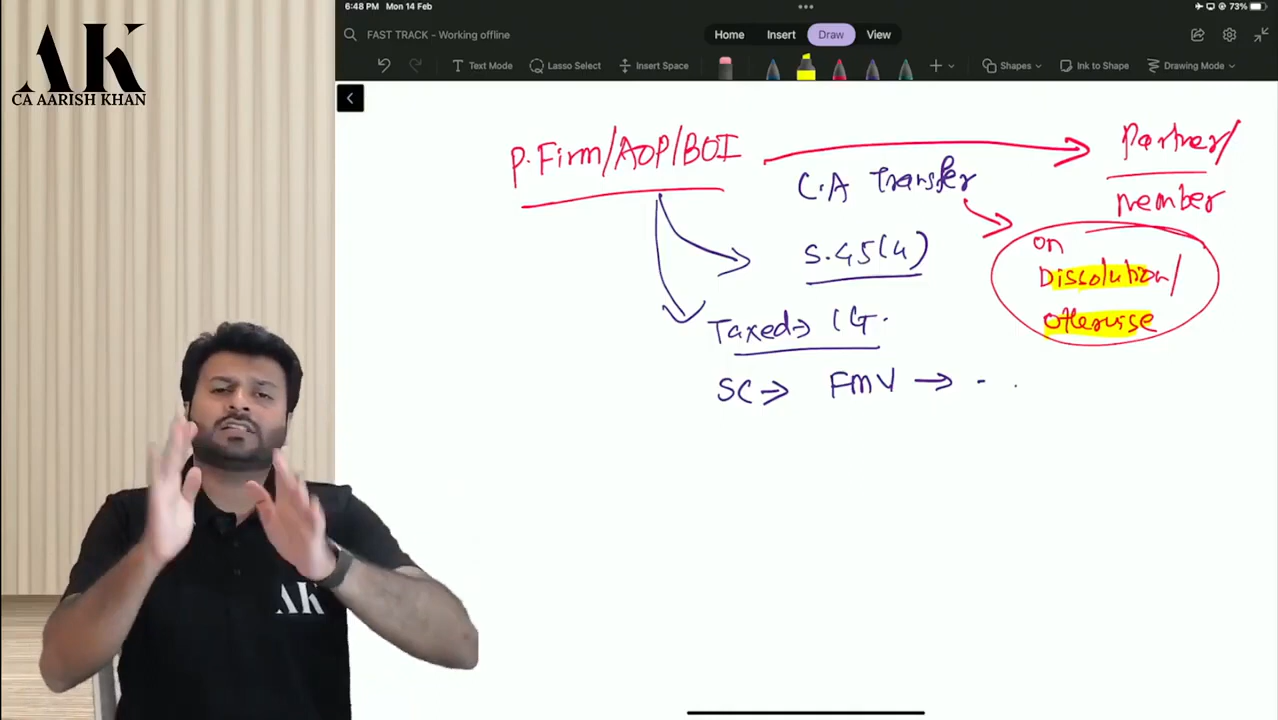 AK
CA AARISH KHAN
6:48 PM Mon 14 Feb
73%
FAST TRACK - Working offline
Home Insert Draw View
Text Mode Lasso Select Insert Space Shapes Ink to Shape Drawing Mode
P.Firm/AOP/BOI
Partner/
member
C.A Transfer
on
Dissolution/
otherwise
S.45(4)
Taxed⇒ CG.
SC⇒ FMV → -
AK